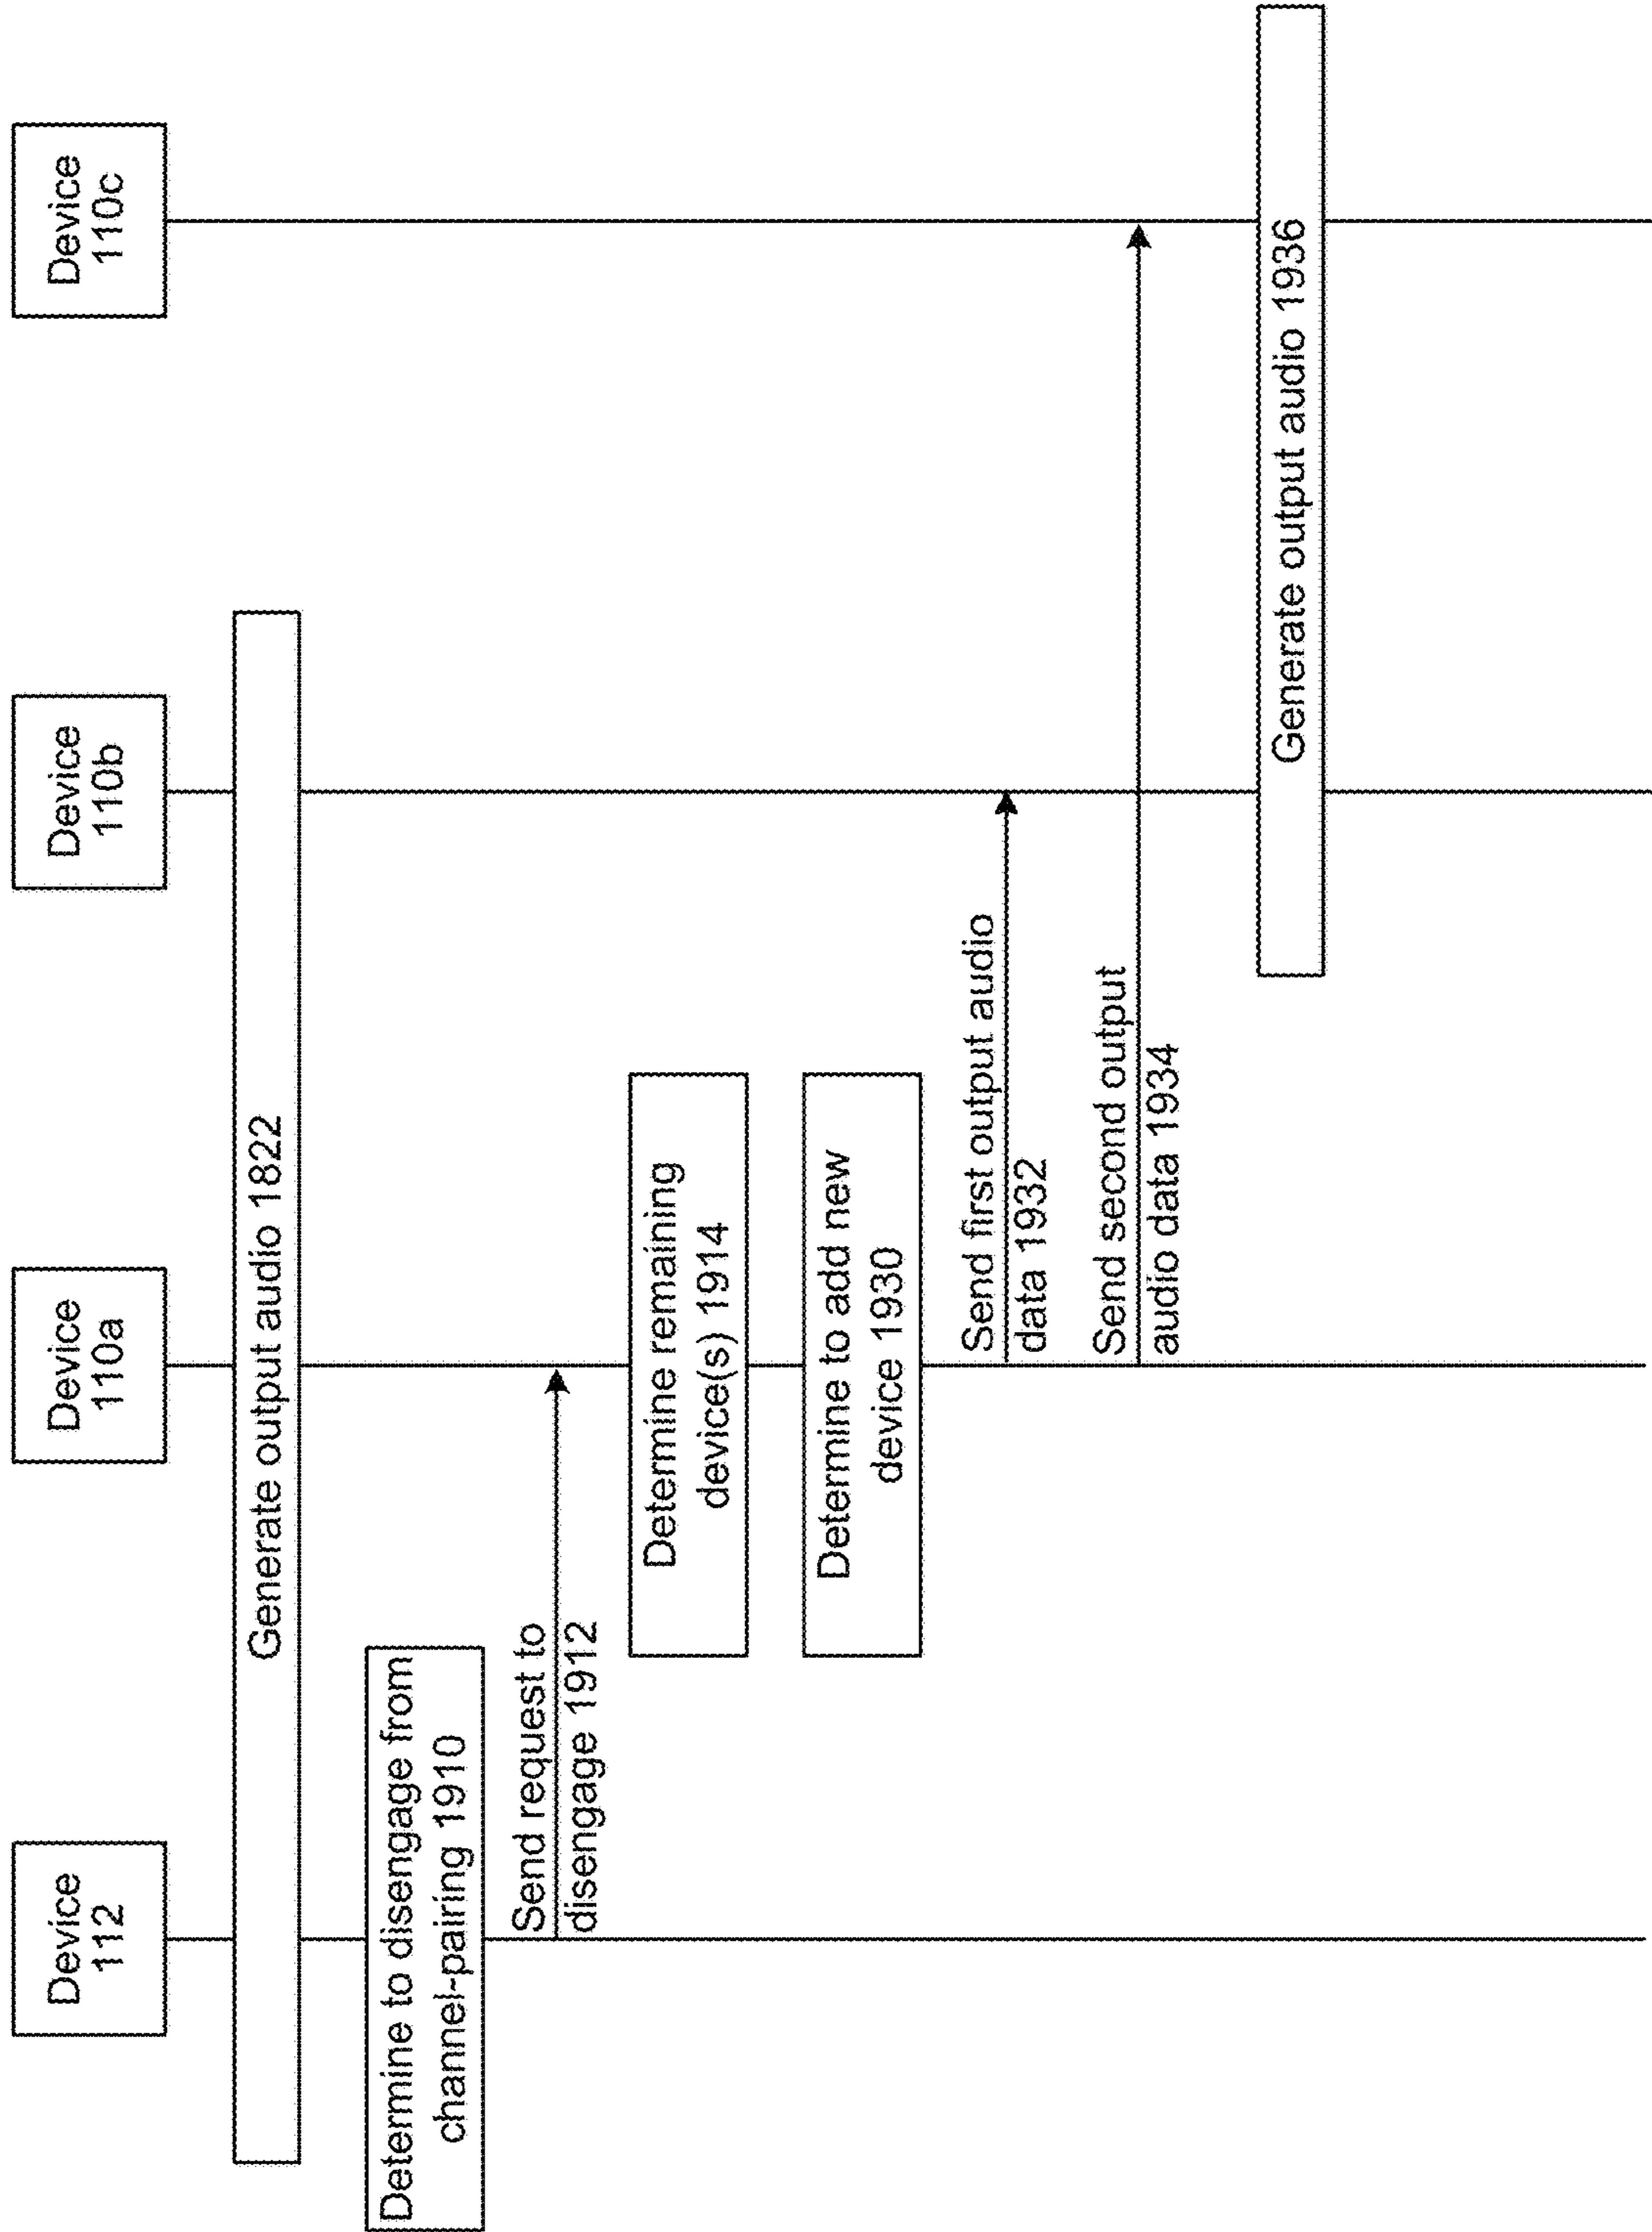 Device
112
Device
110a
Device
110b
Device
110c
Generate output audio 1822
Determine to disengage from
channel-pairing 1910
Send request to
disengage 1912
Determine remaining
device(s) 1914
Determine to add new
device 1930
Send first output audio
data 1932
Send second output
audio data 1934
Generate output audio 1936